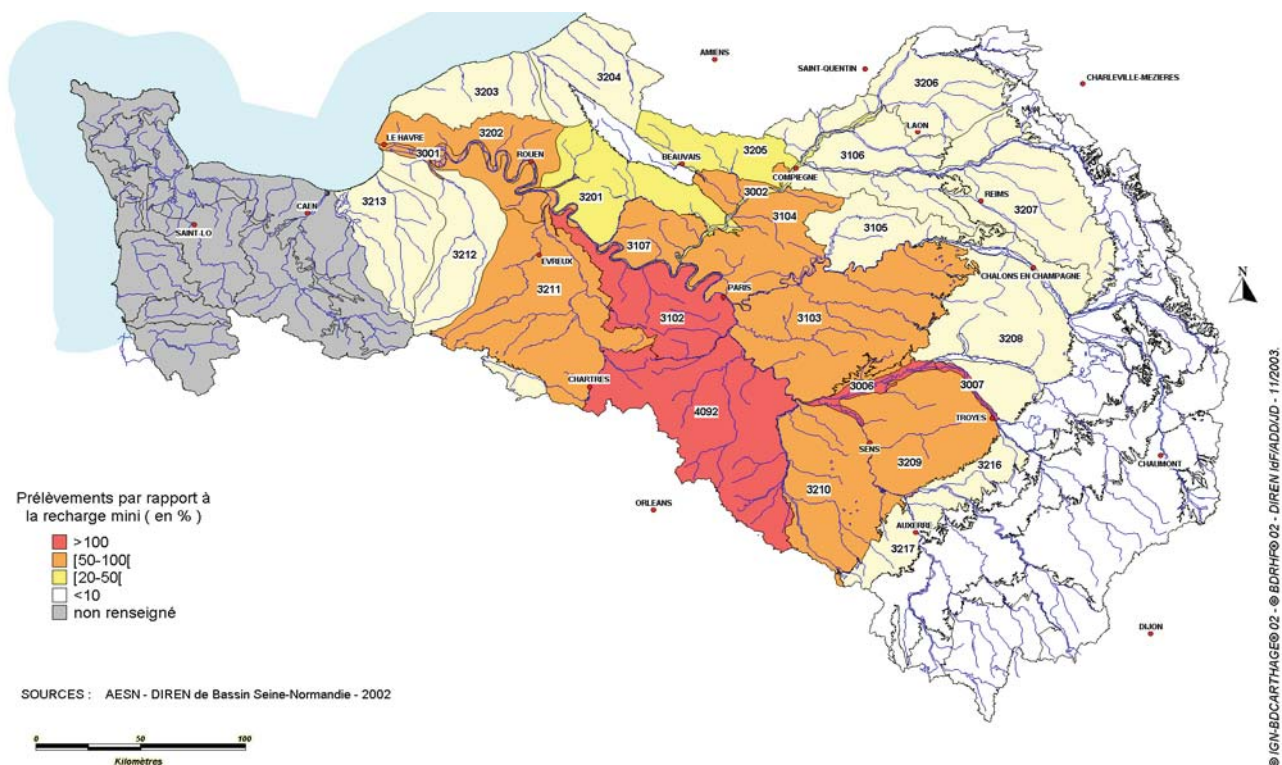 AMIENS
SAINT-QUENTIN
CHARLEVILLE-MEZIERES
3204
3203
3206
LAON
LE HAVRE
3202
3001
ROUEN
3205
BEAUVAIS
3106
COMPIEGNE
3002
REIMS
3201
3207
3213
CAEN
3104
SAINT-LO
3105
3107
3212
EVREUX
CHALONS EN CHAMPAGNE
N
3211
PARIS
3102
3103
3208
CHARTRES
3006
3007
4092
TROYES
SENS
3209
3216
CHAUMONT
3210
ORLEANS
AUXERRE
3217
DIJON
Prélèvements par rapport à
la recharge mini ( en % )
>100
[50-100[
[20-50[
<10
non renseigné
SOURCES : AESN - DIREN de Bassin Seine-Normandie - 2002
0 50 100
Kilomètres
© IGN-BDCARTHAGE® 02 - © BDRHF® 02 - DIREN IdF/ADD/JD - 11/2003.